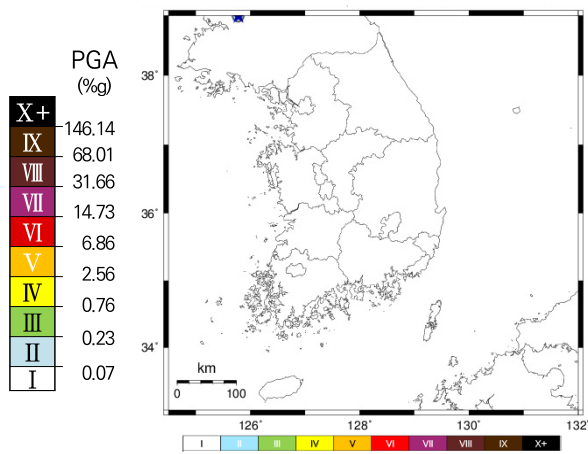 PGA
(%g)
X+
146.14
IX
68.01
VIII
31.66
VII
14.73
VI
6.86
V
2.56
IV
0.76
III
0.23
II
0.07
I
38°
36°
34°
km
0 100
126° 128° 130° 132°
I II III IV V VI VII VIII IX X+